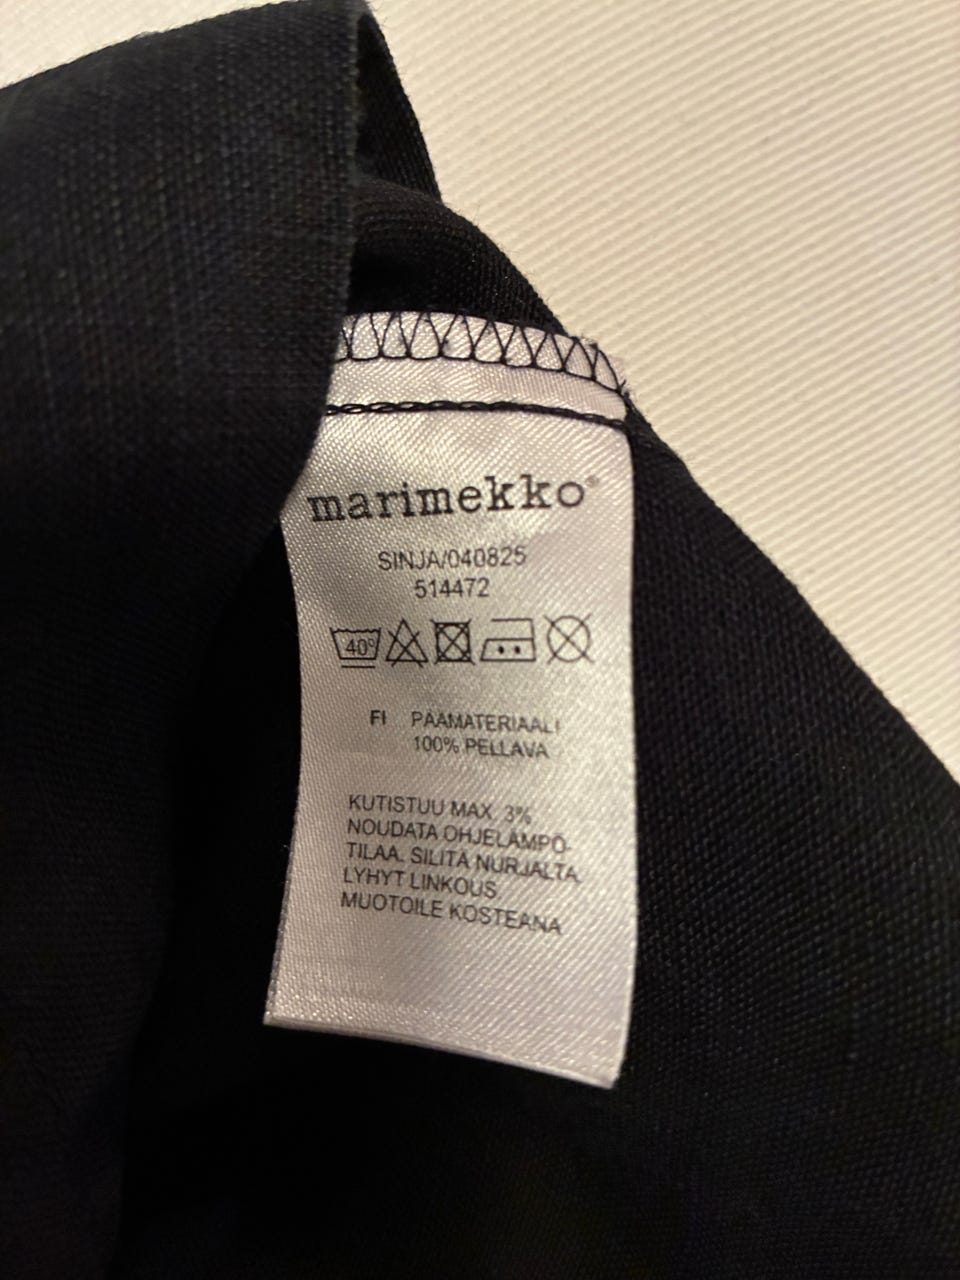 marimekko®
SINJA/040825
514472
40°
FI PÄÄMATERIAALI
100% PELLAVA
KUTISTUU MAX. 3%
NOUDATA OHJELÄMPÖ-
TILAA. SILITÄ NURJALTA.
LYHYT LINKOUS
MUOTOILE KOSTEANA